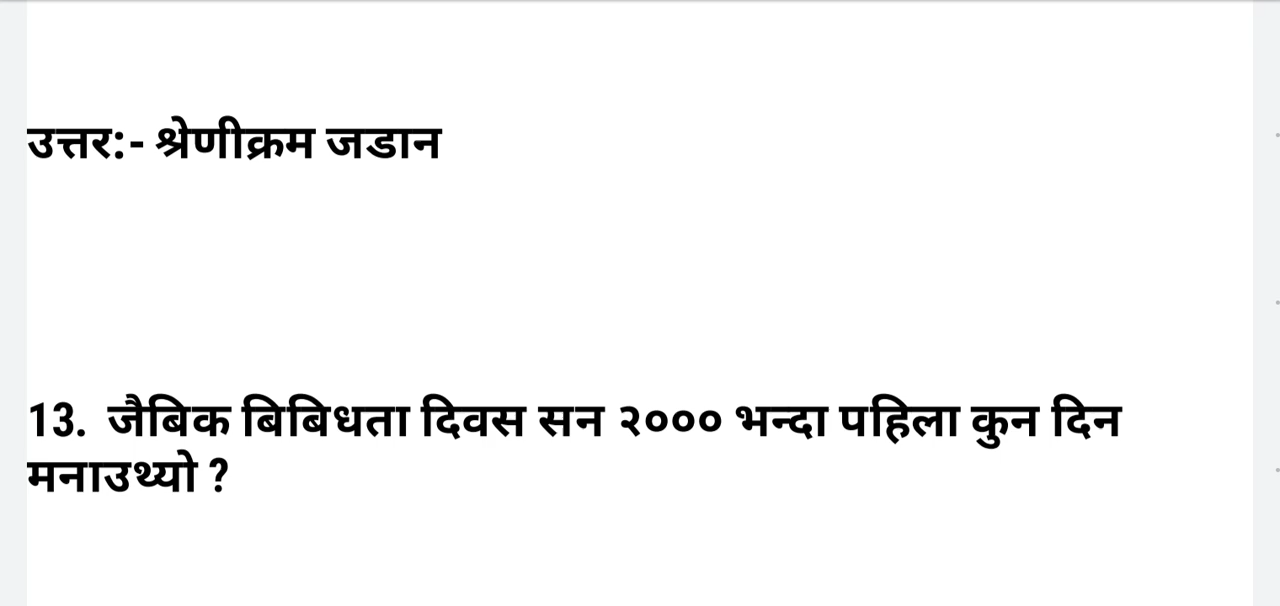 उत्तर:- श्रेणीक्रम जडान
13. जैबिक बिबिधता दिवस सन २००० भन्दा पहिला कुन दिन
मनाउथ्यो ?